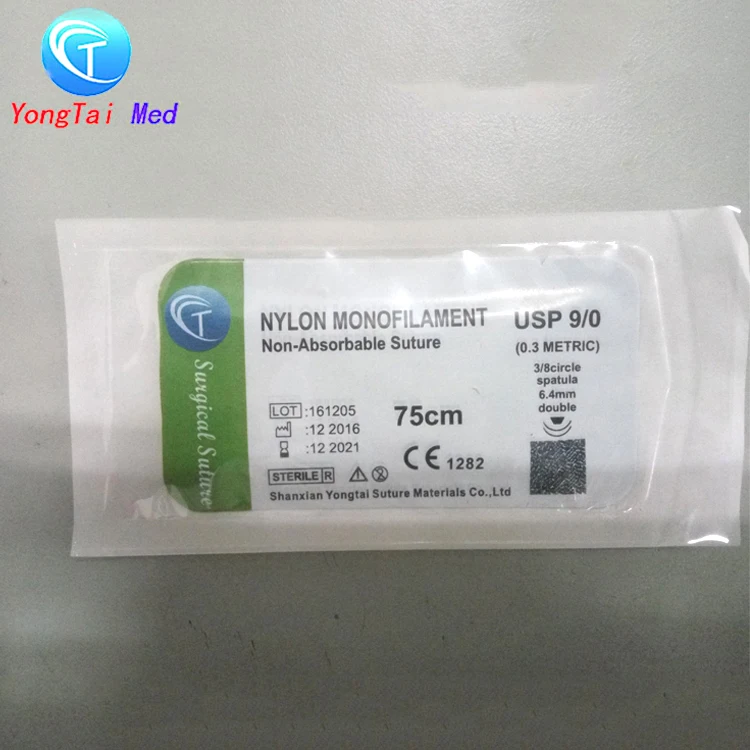 YongTai Med
NYLON MONOFILAMENT
Non-Absorbable Suture
USP 9/0
(0.3 METRIC)
3/8circle
spatula
6.4mm
double
LOT :161205
:12 2016
:12 2021
75cm
STERILE R
CE 1282
Shanxian Yongtai Suture Materials Co.,Ltd
Surgical Suture